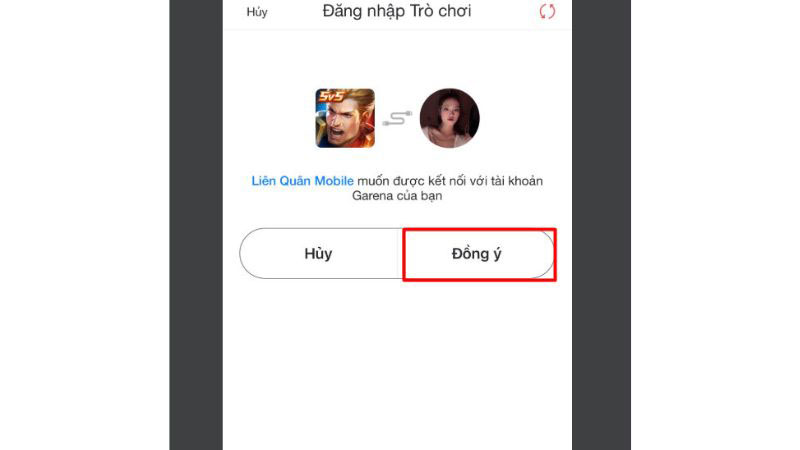 Hủy Đăng nhập Trò chơi
5v5
Liên Quân Mobile muốn được kết nối với tài khoản
Garena của bạn
Hủy Đồng ý